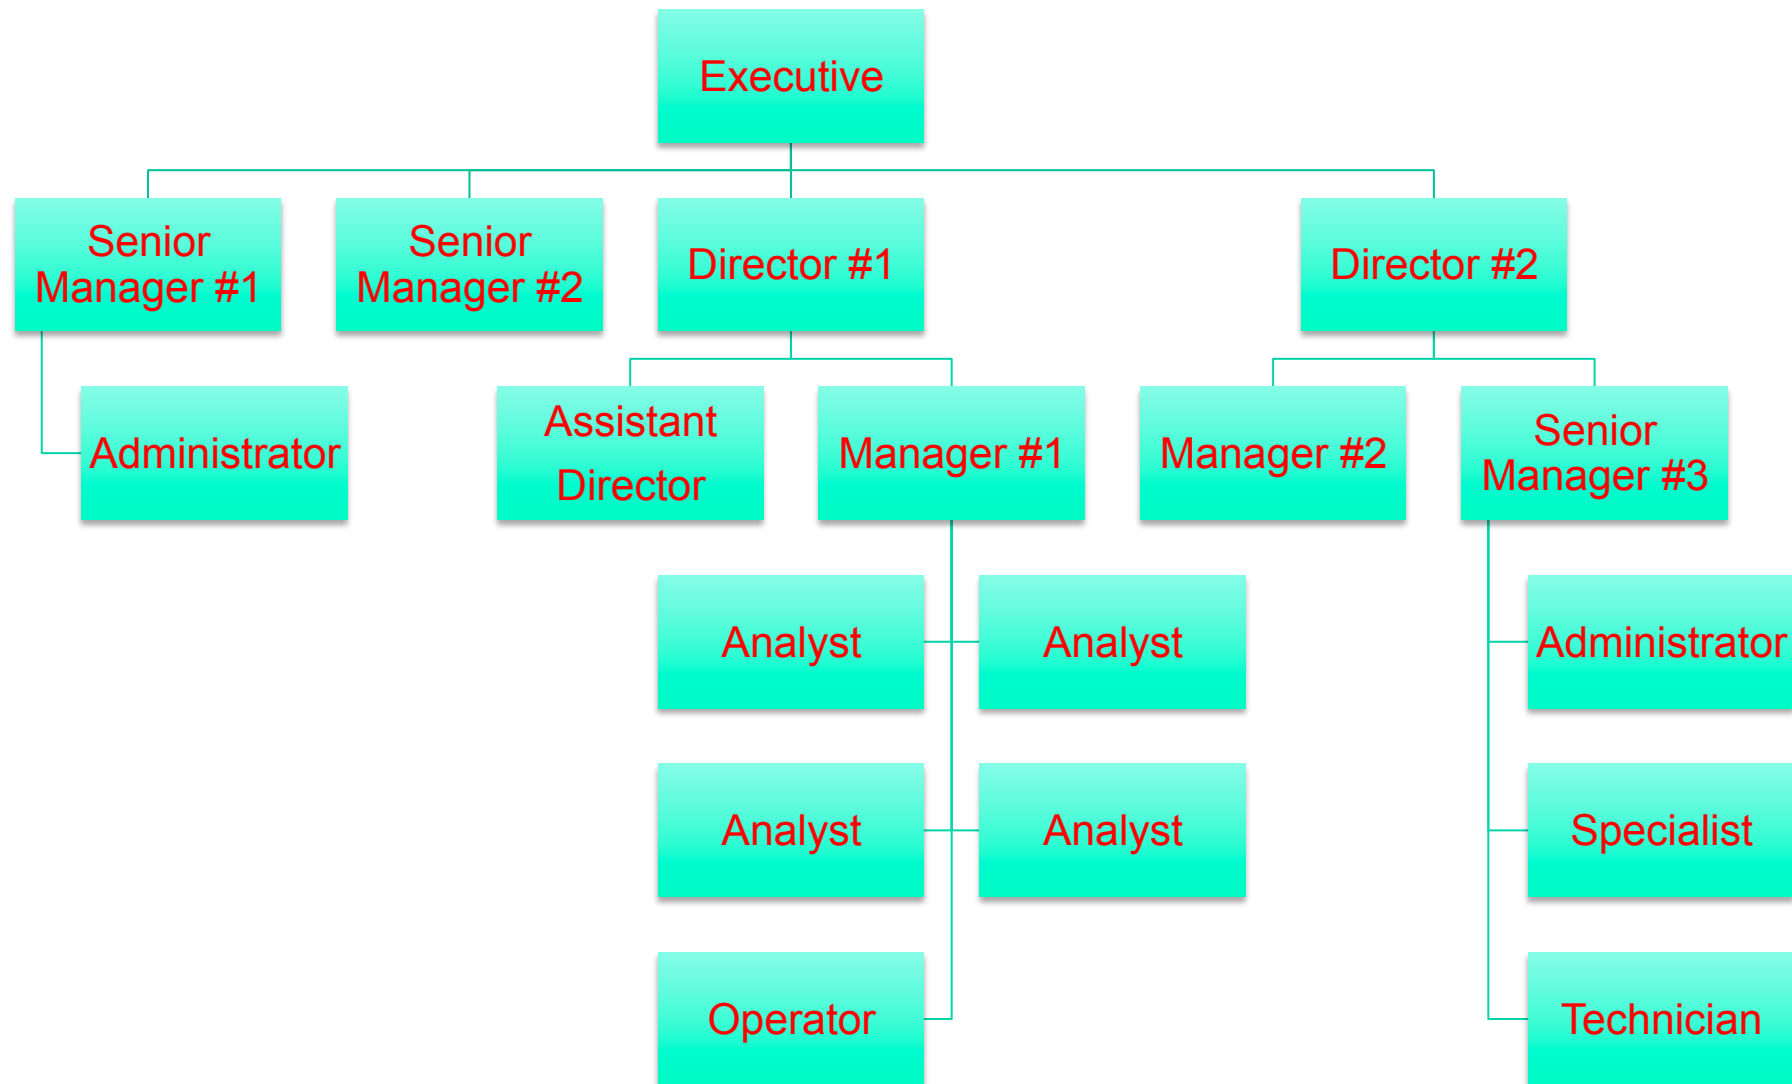 Executive
Senior
Manager #1
Senior
Manager #2
Director #1
Director #2
Administrator
Assistant
Director
Manager #1
Manager #2
Senior
Manager #3
Analyst
Analyst
Administrator
Analyst
Analyst
Specialist
Operator
Technician